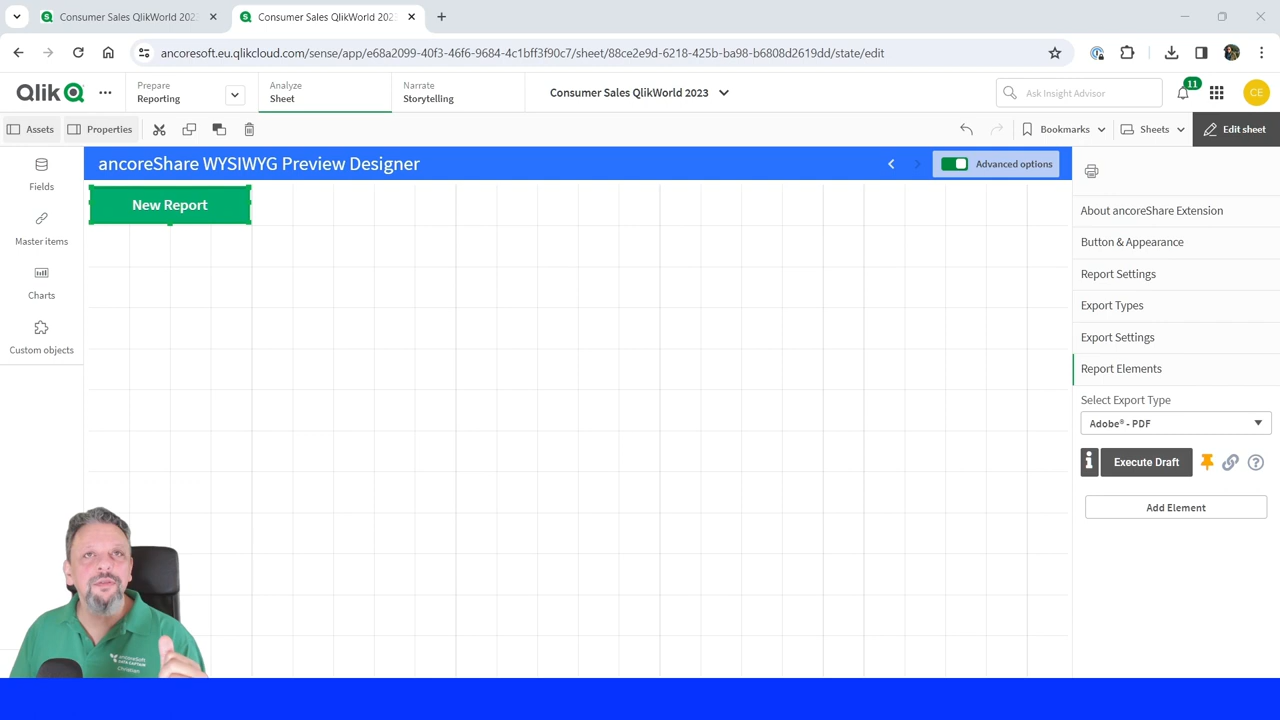 Consumer Sales QlikWorld 202
Consumer Sales QlikWorld 202
ancoresoft.eu.qlikcloud.com/sense/app/e68a2099-40f3-46f6-9684-4c1bff3f90c7/sheet/88ce2e9d-6218-425b-ba98-b6808d2619dd/state/edit
Qlik
Prepare
Reporting
Analyze
Sheet
Narrate
Storytelling
Consumer Sales QlikWorld 2023
Ask Insight Advisor
11
CE
Assets
Properties
Bookmarks
Sheets
Edit sheet
ancoreShare WYSIWYG Preview Designer
Advanced options
New Report
Fields
Master items
Charts
Custom objects
About ancoreShare Extension
Button & Appearance
Report Settings
Export Types
Export Settings
Report Elements
Select Export Type
Adobe® - PDF
Execute Draft
Add Element
ancoreSoft
DATA CAPTAIN
Christian